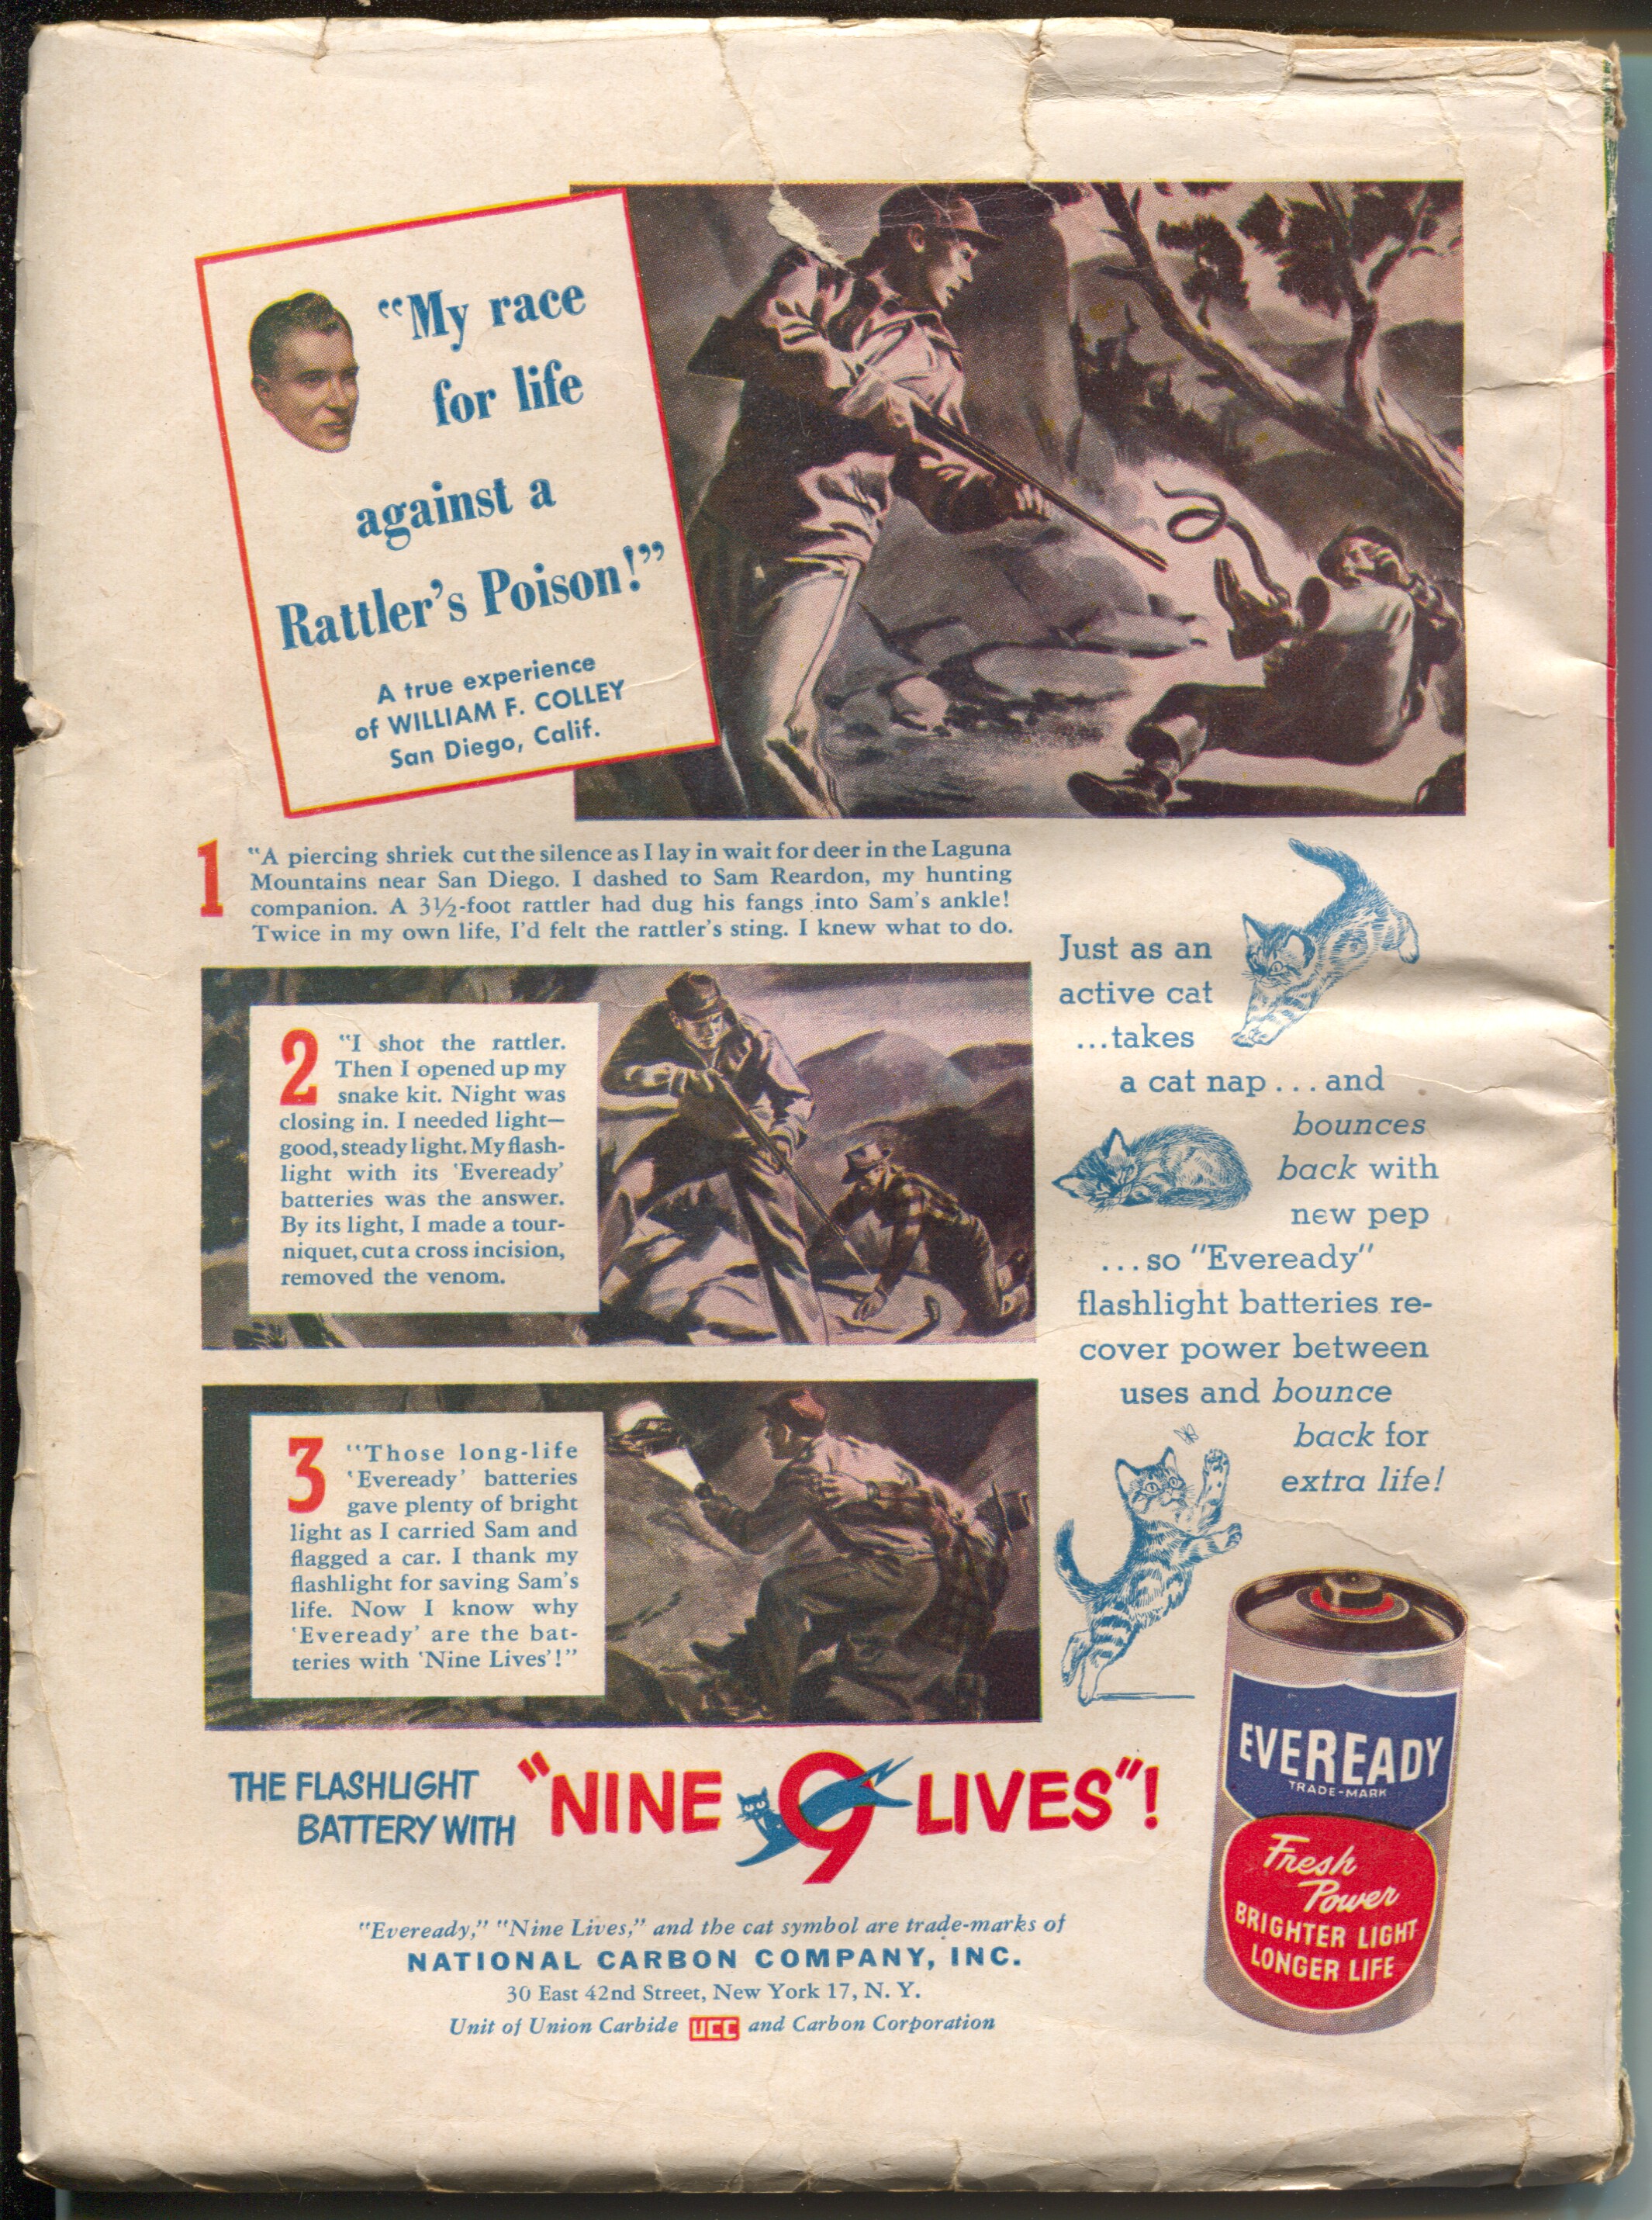 “My race
for life
against a
Rattler’s Poison!”
A true experience
of WILLIAM F. COLLEY
San Diego, Calif.
1 “A piercing shriek cut the silence as I lay in wait for deer in the Laguna
Mountains near San Diego. I dashed to Sam Reardon, my hunting
companion. A 3½-foot rattler had dug his fangs into Sam’s ankle!
Twice in my own life, I’d felt the rattler’s sting. I knew what to do.
2 “I shot the rattler.
Then I opened up my
snake kit. Night was
closing in. I needed light—
good, steady light. My flash-
light with its ‘Eveready’
batteries was the answer.
By its light, I made a tour-
niquet, cut a cross incision,
removed the venom.
3 “Those long-life
‘Eveready’ batteries
gave plenty of bright
light as I carried Sam and
flagged a car. I thank my
flashlight for saving Sam’s
life. Now I know why
‘Eveready’ are the bat-
teries with ‘Nine Lives’!”
Just as an
active cat
...takes
a cat nap...and
bounces
back with
new pep
...so “Eveready”
flashlight batteries re-
cover power between
uses and bounce
back for
extra life!
EVEREADY
TRADE-MARK
Fresh
Power
BRIGHTER LIGHT
LONGER LIFE
THE FLASHLIGHT
BATTERY WITH
“NINE 9 LIVES”!
“Eveready,” “Nine Lives,” and the cat symbol are trade-marks of
NATIONAL CARBON COMPANY, INC.
30 East 42nd Street, New York 17, N. Y.
Unit of Union Carbide UCC and Carbon Corporation